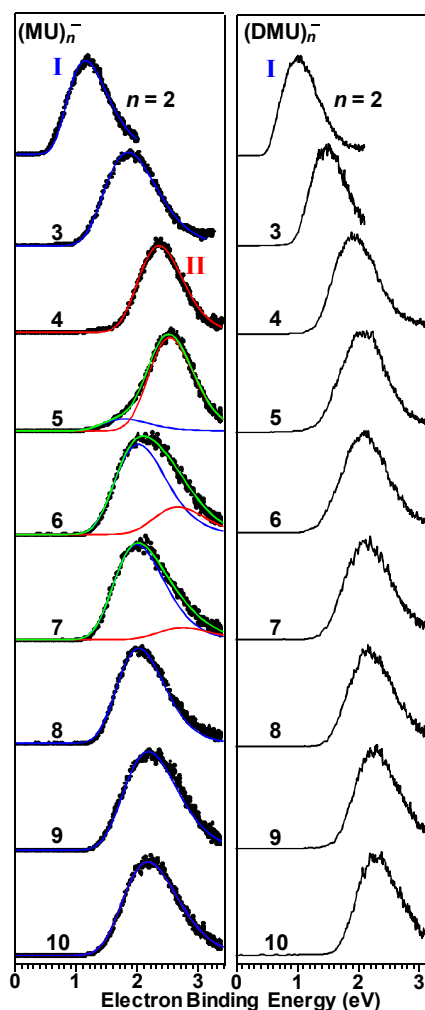 (MU)n− (DMU)n−
I I
n = 2 n = 2
3 3
II
4 4
5 5
6 6
7 7
8 8
9 9
10 10
0 1 2 3 0 1 2 3
Electron Binding Energy (eV)